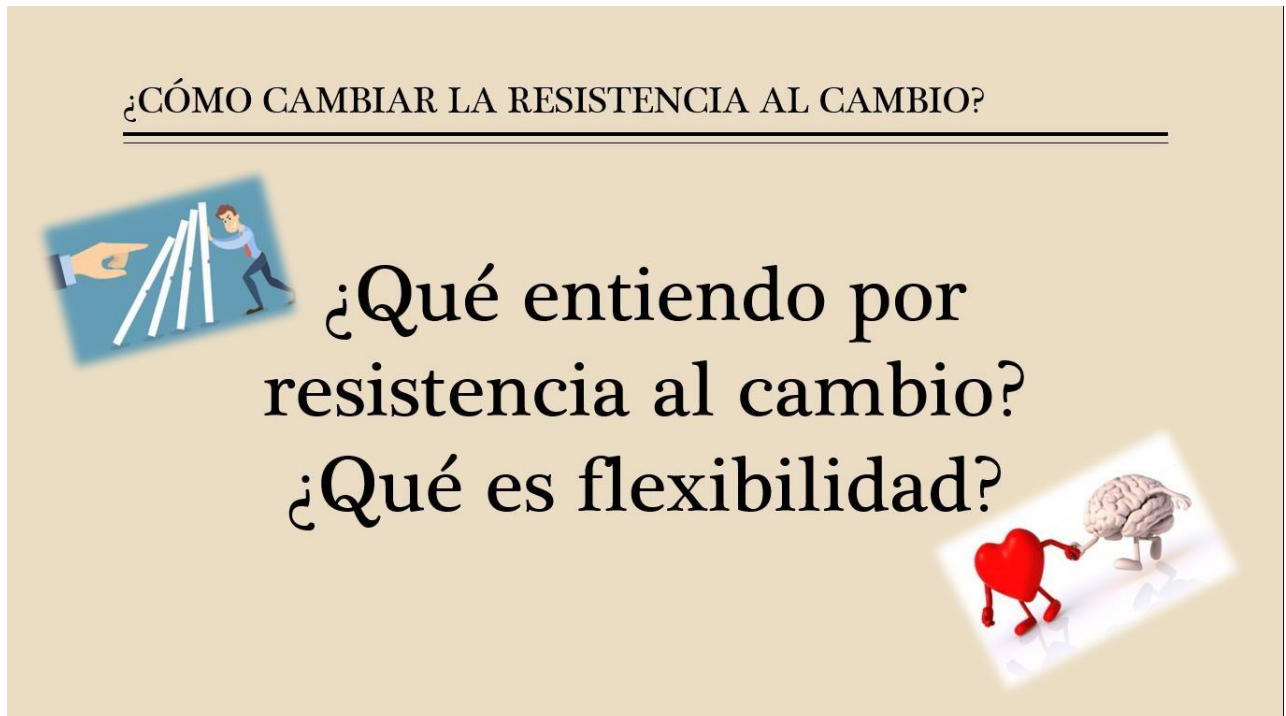 ¿CÓMO CAMBIAR LA RESISTENCIA AL CAMBIO?
¿Qué entiendo por
resistencia al cambio?
¿Qué es flexibilidad?